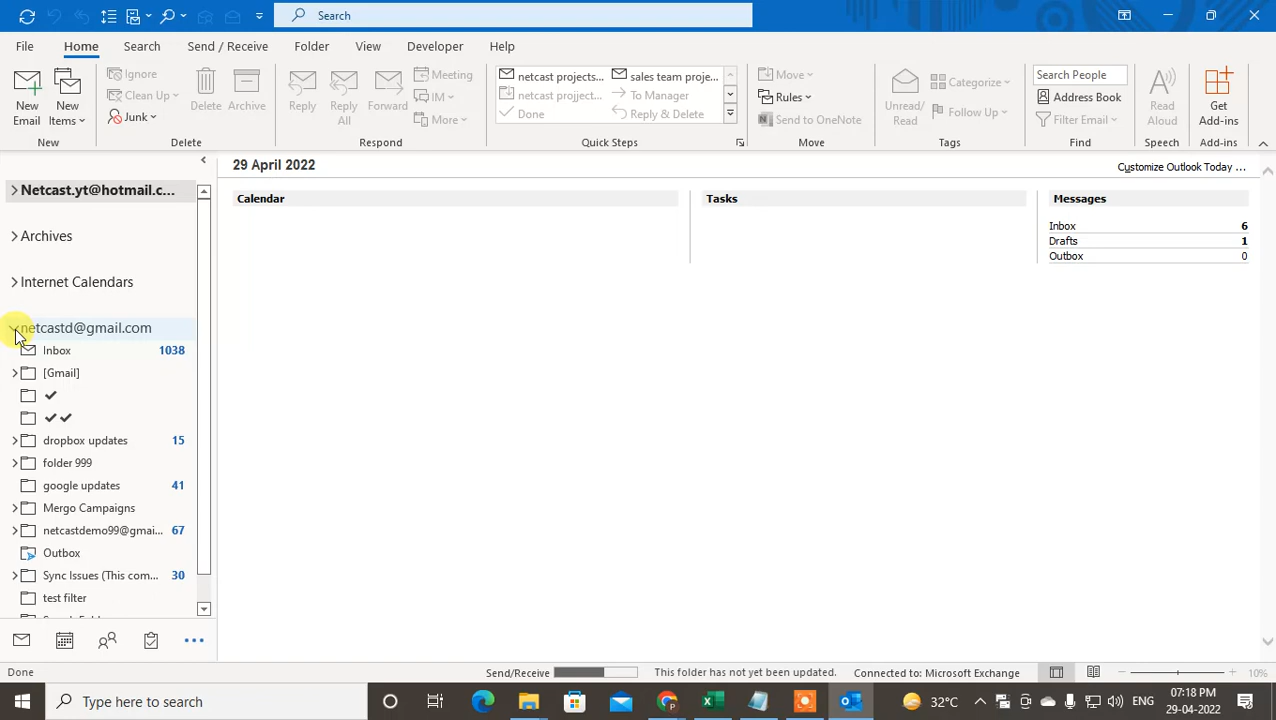 Search
File
Home
Search
Send / Receive
Folder
View
Developer
Help
New Email
New Items
New
Ignore
Clean Up
Junk
Delete
Archive
Delete
Reply
Reply All
Forward
Meeting
IM
More
Respond
netcast projects...
netcast projject...
Done
sales team proje...
To Manager
Reply & Delete
Quick Steps
Move
Rules
Send to OneNote
Move
Unread/ Read
Categorize
Follow Up
Tags
Search People
Address Book
Filter Email
Find
Read Aloud
Speech
Get Add-ins
Add-ins
Netcast.yt@hotmail.c...
Archives
Internet Calendars
netcastd@gmail.com
Inbox 1038
[Gmail]
dropbox updates 15
folder 999
google updates 41
Mergo Campaigns
netcastdemo99@gmai... 67
Outbox
Sync Issues (This com... 30
test filter
29 April 2022
Customize Outlook Today ...
Calendar
Tasks
Messages
Inbox 6
Drafts 1
Outbox 0
Done
Send/Receive
This folder has not yet been updated.
Connected to: Microsoft Exchange
10%
Type here to search
32°C
ENG
07:18 PM
29-04-2022